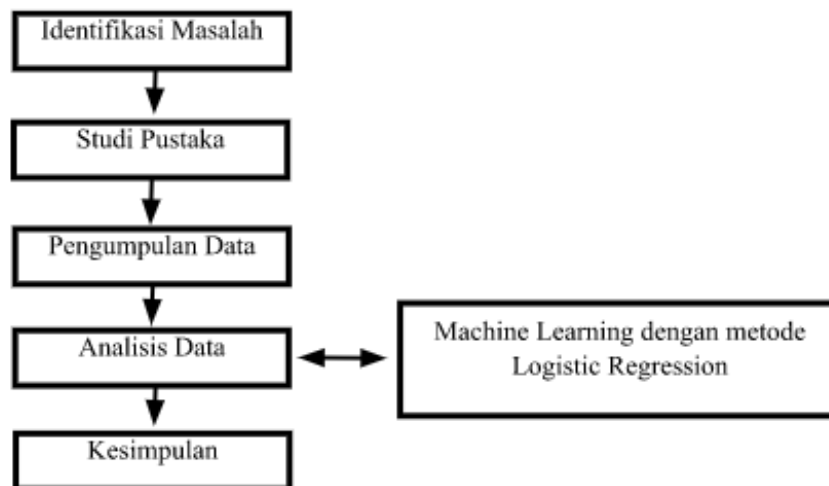 Identifikasi Masalah
Studi Pustaka
Pengumpulan Data
Analisis Data
Machine Learning dengan metode
Logistic Regression
Kesimpulan